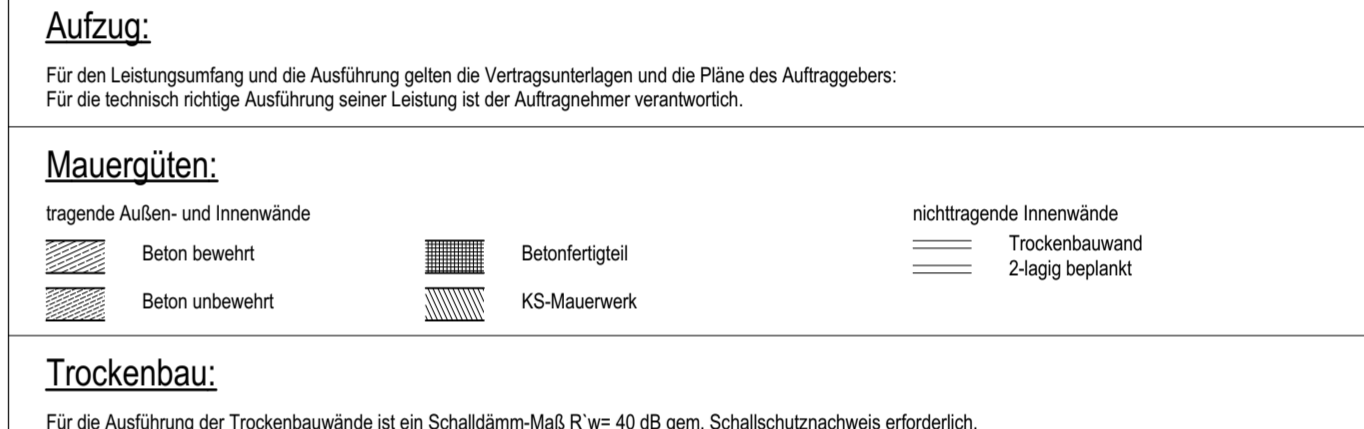 Aufzug:
Für den Leistungsumfang und die Ausführung gelten die Vertragsunterlagen und die Pläne des Auftraggebers:
Für die technisch richtige Ausführung seiner Leistung ist der Auftragnehmer verantwortich.
Mauergüten:
tragende Außen- und Innenwände
Beton bewehrt
Betonfertigteil
Beton unbewehrt
KS-Mauerwerk
nichttragende Innenwände
Trockenbauwand
2-lagig beplankt
Trockenbau:
Für die Ausführung der Trockenbauwände ist ein Schalldämm-Maß R`w= 40 dB gem. Schallschutznachweis erforderlich.